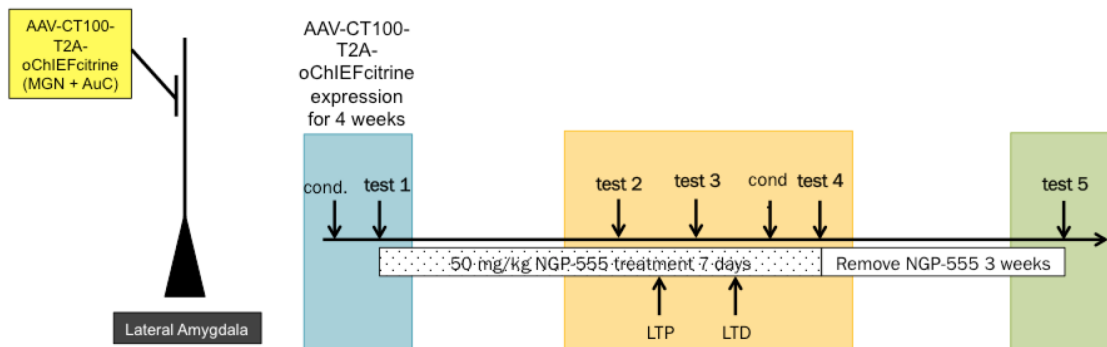 AAV-CT100-
T2A-
oChIEFcitrine
(MGN + AuC)
Lateral Amygdala
AAV-CT100-
T2A-
oChIEFcitrine
expression
for 4 weeks
cond. test 1 test 2 test 3 cond test 4 test 5
50 mg/kg NGP-555 treatment 7 days Remove NGP-555 3 weeks
LTP LTD